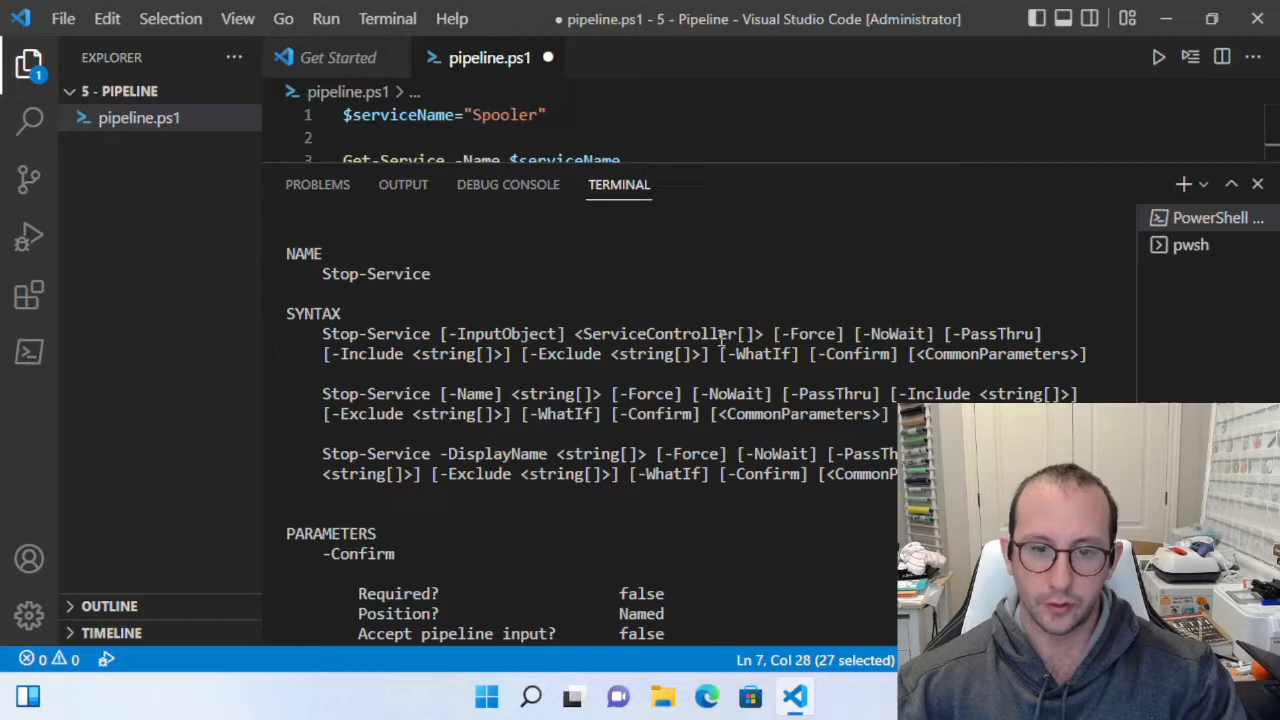 File Edit Selection View Go Run Terminal Help
● pipeline.ps1 - 5 - Pipeline - Visual Studio Code [Administrator]
EXPLORER
Get Started
pipeline.ps1
1
5 - PIPELINE
pipeline.ps1
pipeline.ps1 > ...
1 $serviceName="Spooler"
2
3 Get-Service -Name $serviceName
PROBLEMS OUTPUT DEBUG CONSOLE TERMINAL
PowerShell ...
pwsh
NAME
Stop-Service
SYNTAX
Stop-Service [-InputObject] <ServiceController[]> [-Force] [-NoWait] [-PassThru]
[-Include <string[]>] [-Exclude <string[]>] [-WhatIf] [-Confirm] [<CommonParameters>]
Stop-Service [-Name] <string[]> [-Force] [-NoWait] [-PassThru] [-Include <string[]>]
[-Exclude <string[]>] [-WhatIf] [-Confirm] [<CommonParameters>]
Stop-Service -DisplayName <string[]> [-Force] [-NoWait] [-PassTh
<string[]>] [-Exclude <string[]>] [-WhatIf] [-Confirm] [<CommonP
PARAMETERS
-Confirm
Required? false
Position? Named
Accept pipeline input? false
OUTLINE
TIMELINE
0 0
Ln 7, Col 28 (27 selected)